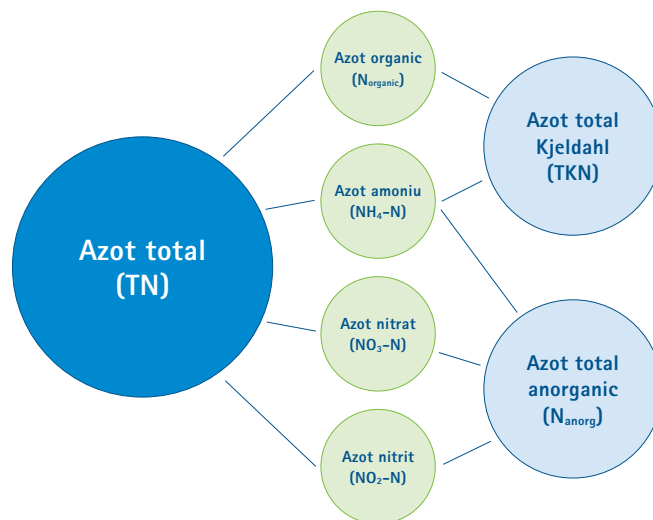 Azot total
(TN)
Azot organic
(Norganic)
Azot amoniu
(NH₄-N)
Azot nitrat
(NO₃-N)
Azot nitrit
(NO₂-N)
Azot total
Kjeldahl
(TKN)
Azot total
anorganic
(Nanorg)